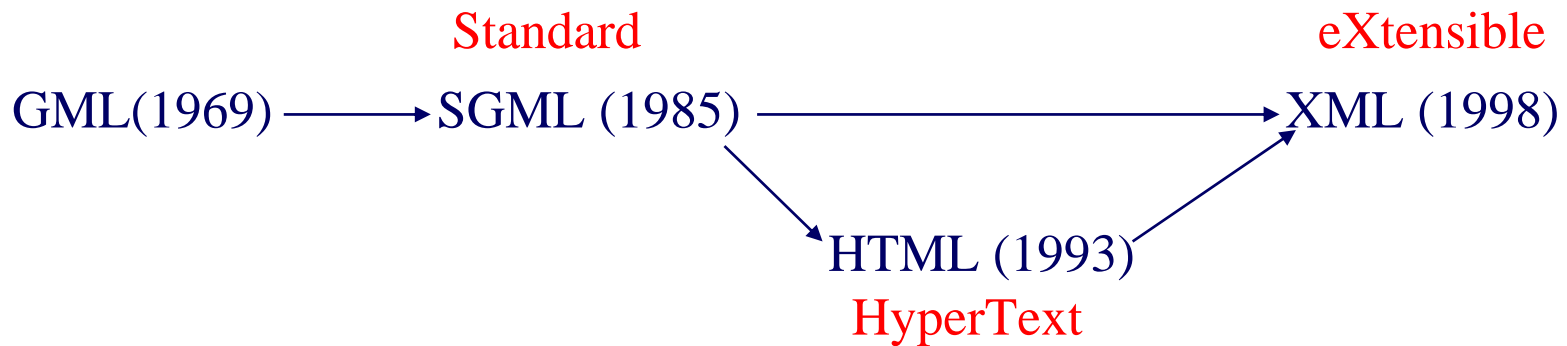 Standard eXtensible
GML(1969) SGML (1985) XML (1998)
HTML (1993)
HyperText